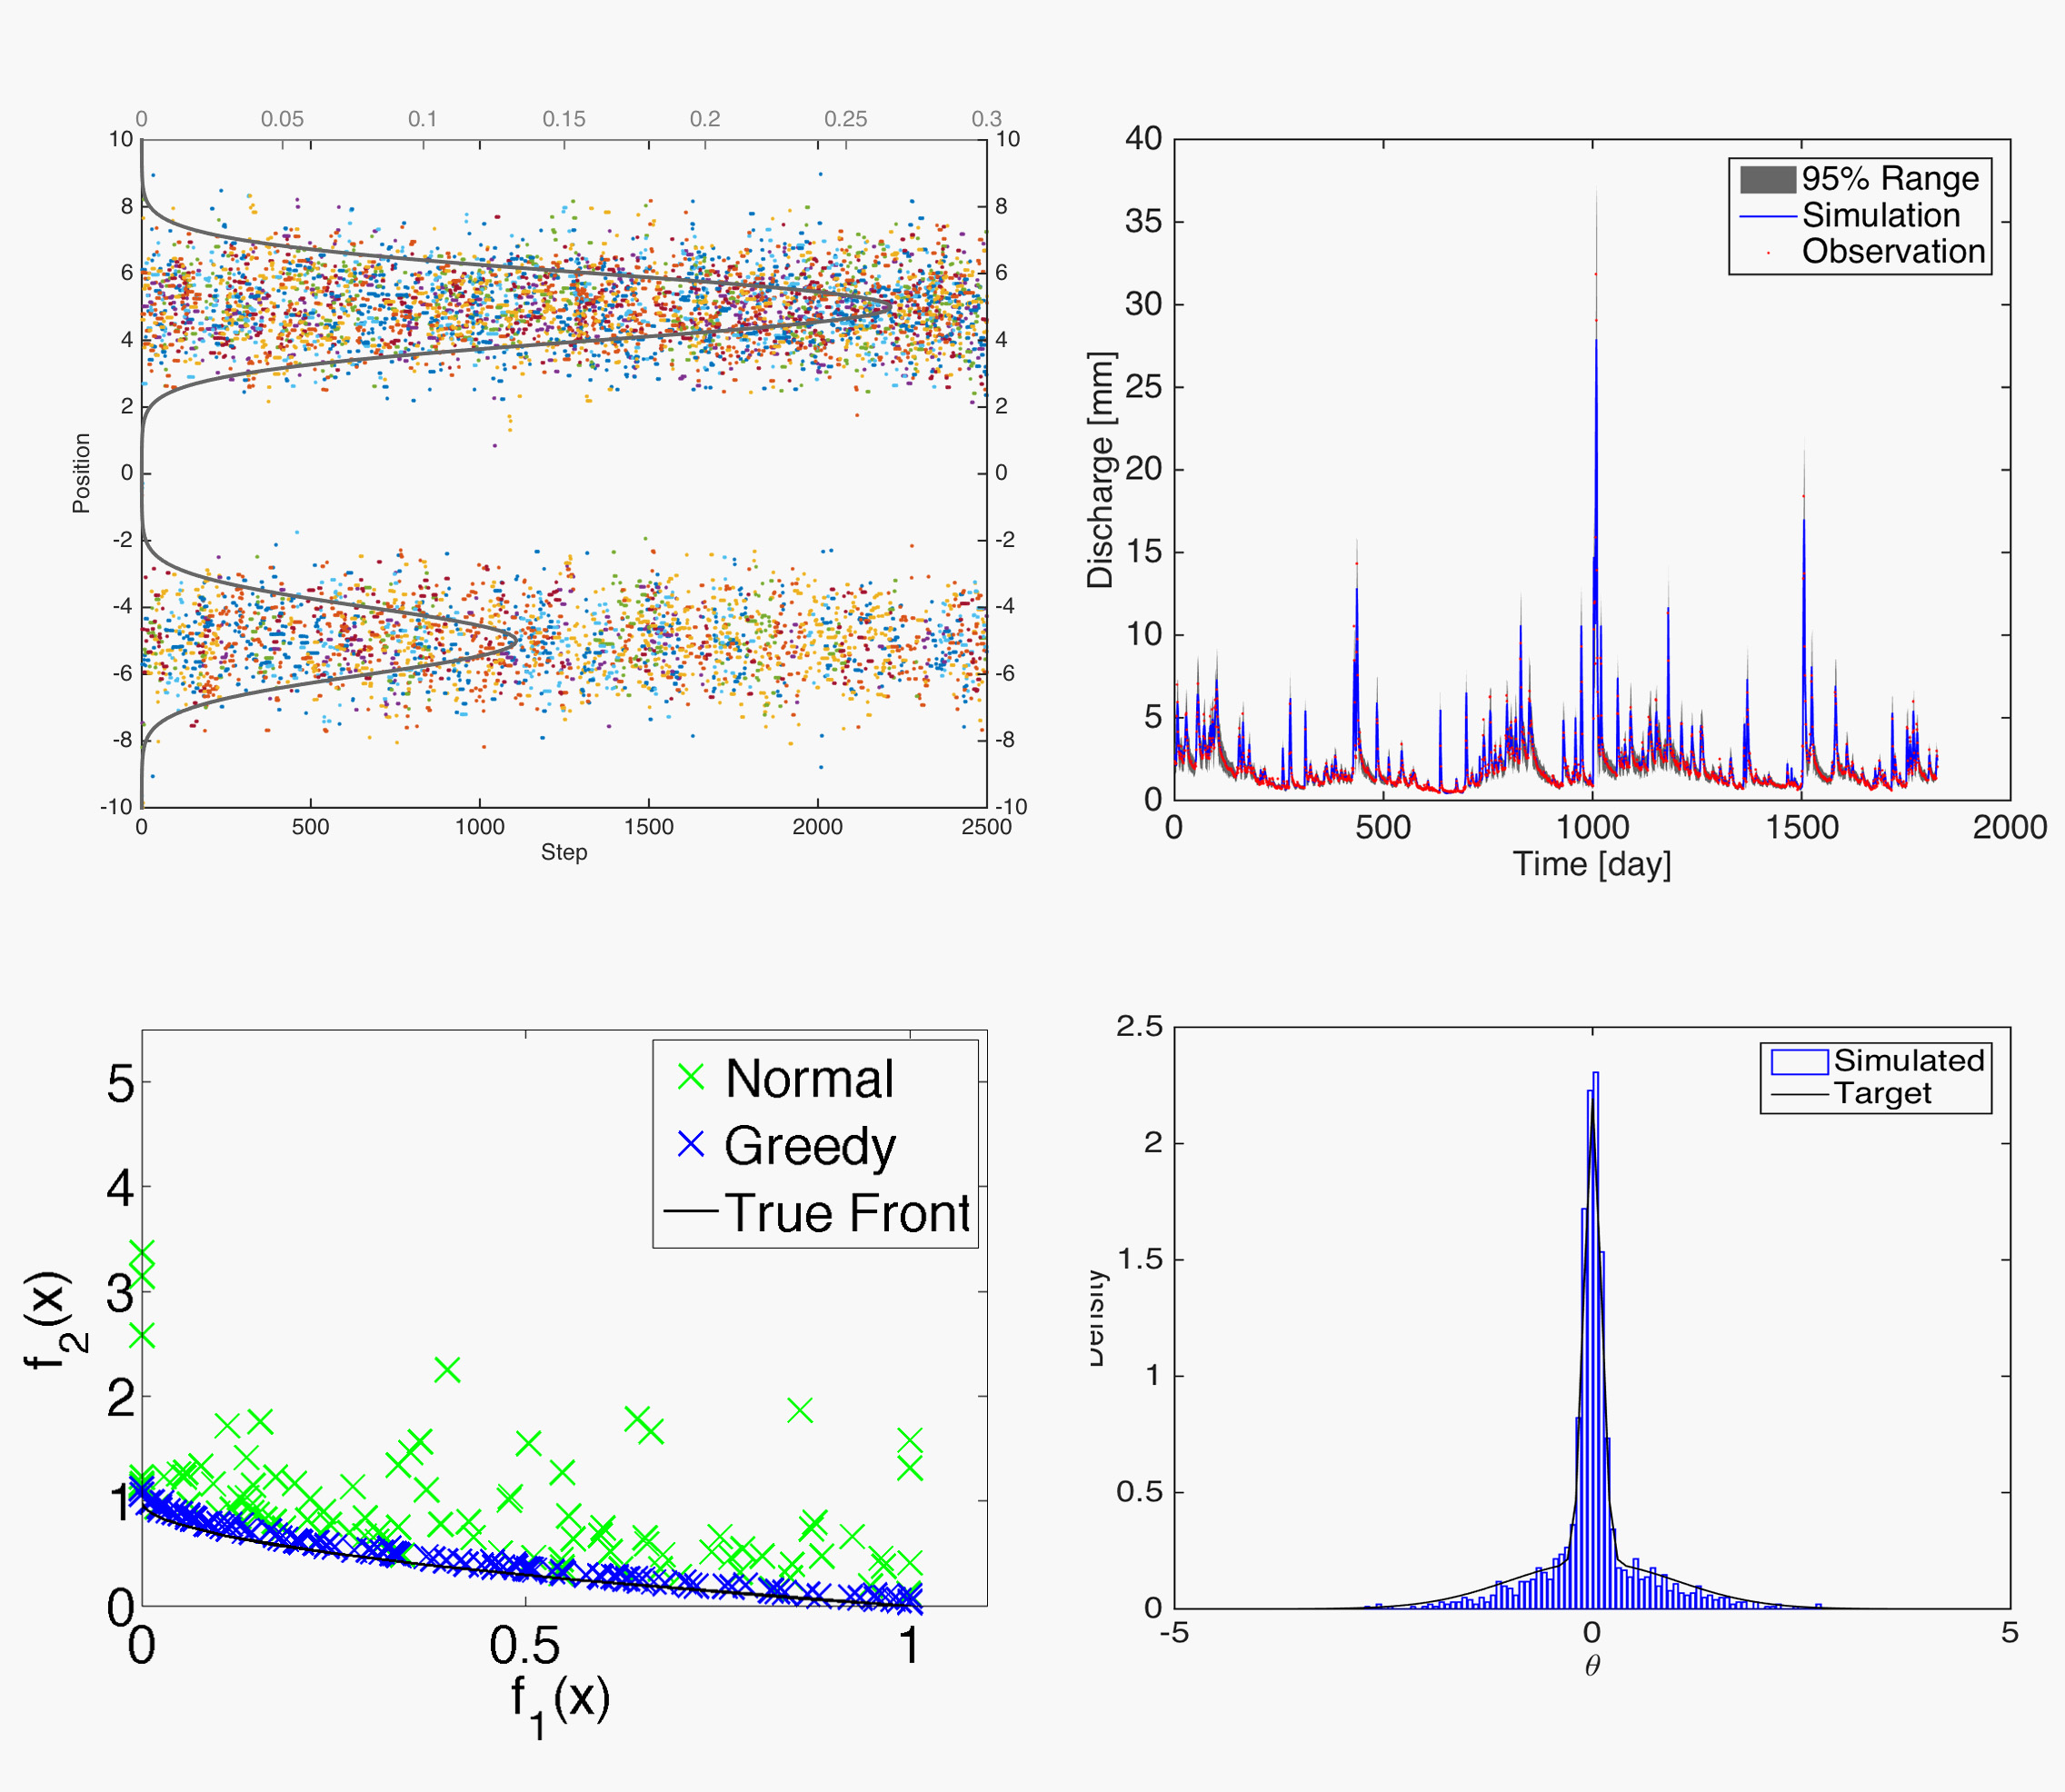 0 0.05 0.1 0.15 0.2 0.25 0.3
10 10
8 8
6 6
4 4
2 2
0 0
-2 -2
-4 -4
-6 -6
-8 -8
-10 -10
Position
0 500 1000 1500 2000 2500
Step
40
35
30
25
20
15
10
5
0
Discharge [mm]
95% Range
Simulation
Observation
0 500 1000 1500 2000
Time [day]
5
4
3
2
1
0
f2(x)
Normal
Greedy
True Front
0 0.5 1
f1(x)
2.5
2
1.5
1
0.5
0
Density
Simulated
Target
-5 0 5
θ